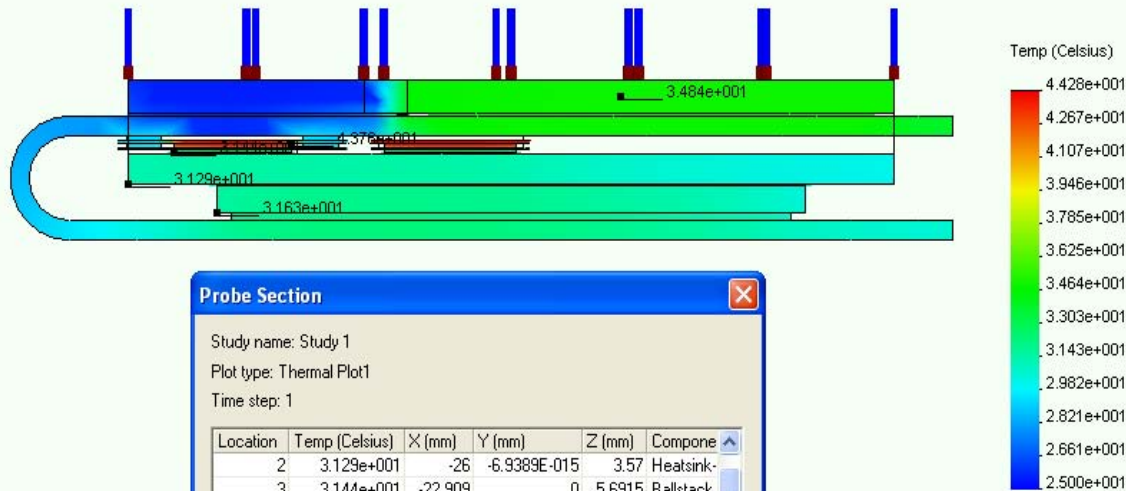 Temp (Celsius)
4.428e+001
4.267e+001
4.107e+001
3.946e+001
3.785e+001
3.625e+001
3.464e+001
3.303e+001
3.143e+001
2.982e+001
2.821e+001
2.661e+001
2.500e+001
3.484e+001
3.129e+001
3.163e+001
Probe Section
Study name: Study 1
Plot type: Thermal Plot1
Time step: 1
Location Temp (Celsius) X (mm) Y (mm) Z (mm) Compone
2 3.129e+001 -26 -6.9389E-015 3.57 Heatsink-
3 3.144e+001 -22.909 0 5.6915 Ballstack